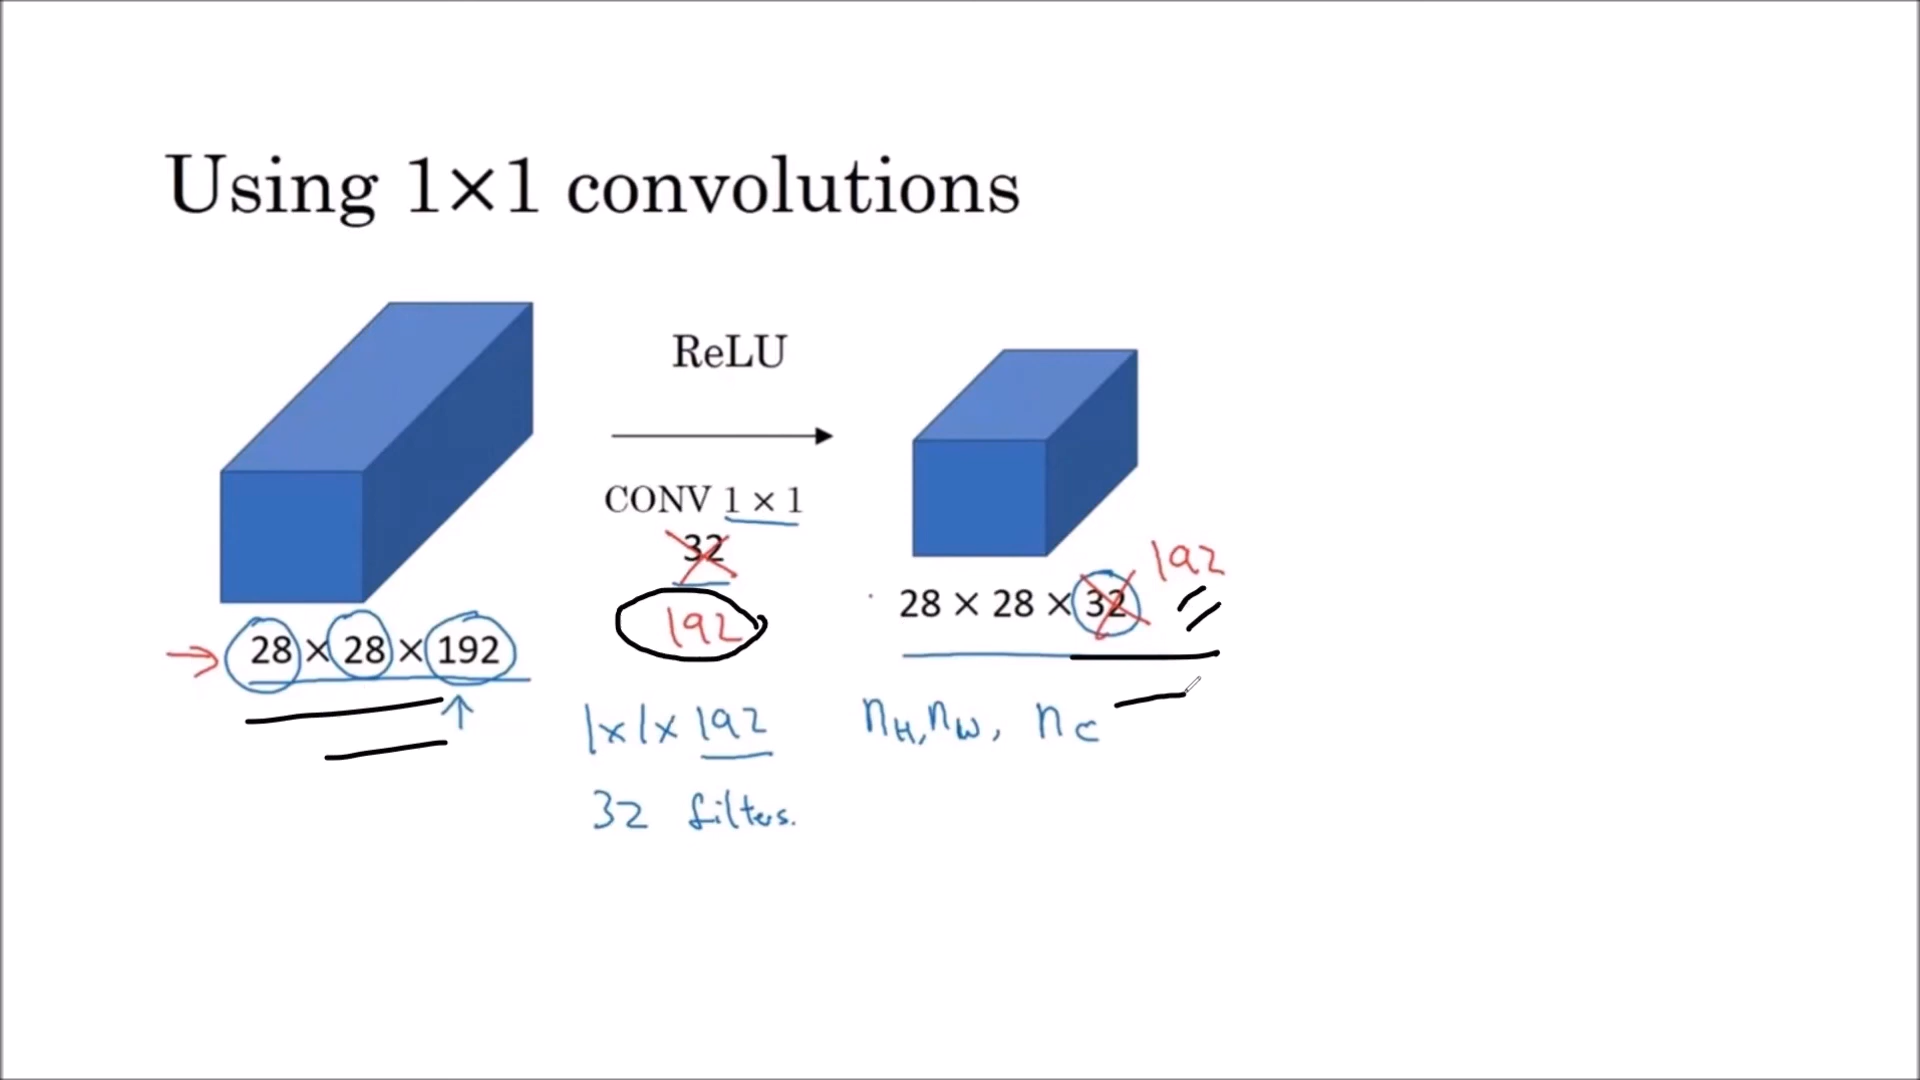 Using 1×1 convolutions
ReLU
CONV 1 × 1
32
192
28 × 28 × 192
28 × 28 × 32
192
1×1×192
32 filters.
nH, nW, nC